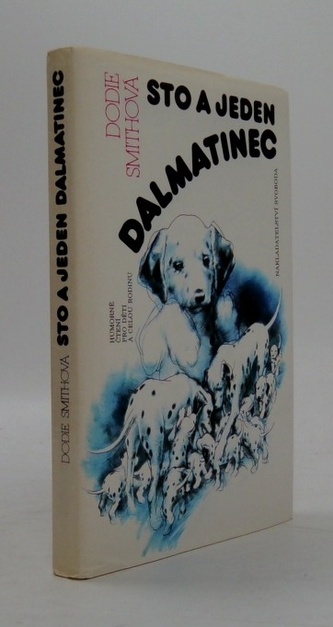 DODIE SMITHOVÁ STO A JEDEN DALMATINEC
DODIE
SMITHOVÁ
STO A JEDEN
DALMATINEC
HUMORNÉ
ČTENÍ
PRO DĚTI
A CELOU RODINU
NAKLADATELSTVÍ SVOBODA